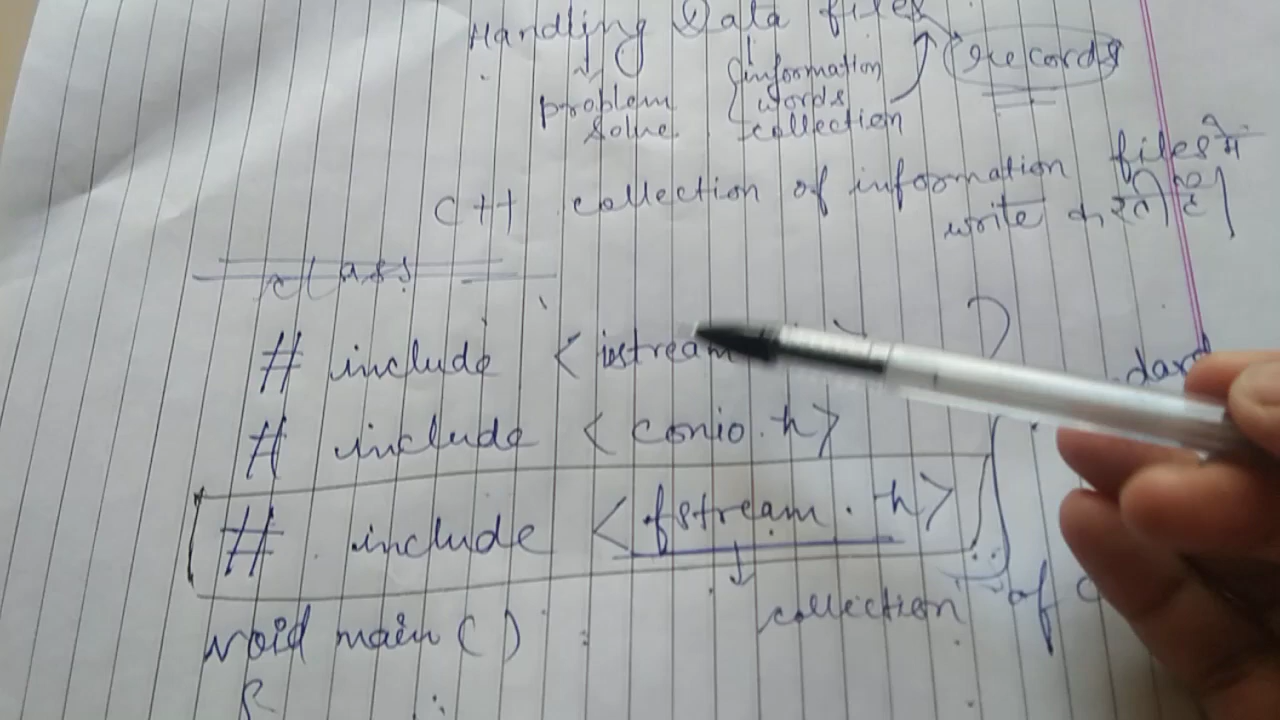 Handling Data files
information records
problem words
solve collection
C++ collection of information files में
write करते है
class
# include <iostream
dard
# include <conio.h>
# include <fstream.h>
collection of
void main ( )
{